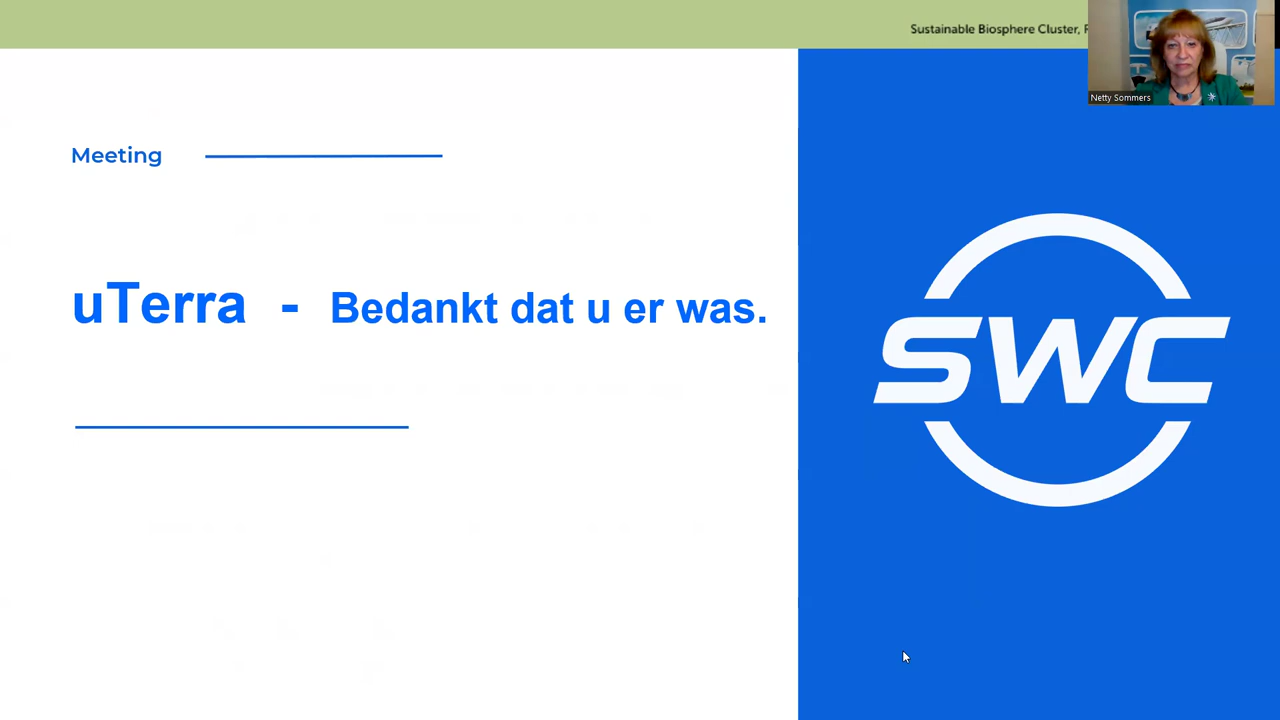 Sustainable Biosphere Cluster,
Netty Sommers
Meeting
uTerra - Bedankt dat u er was.
SWC